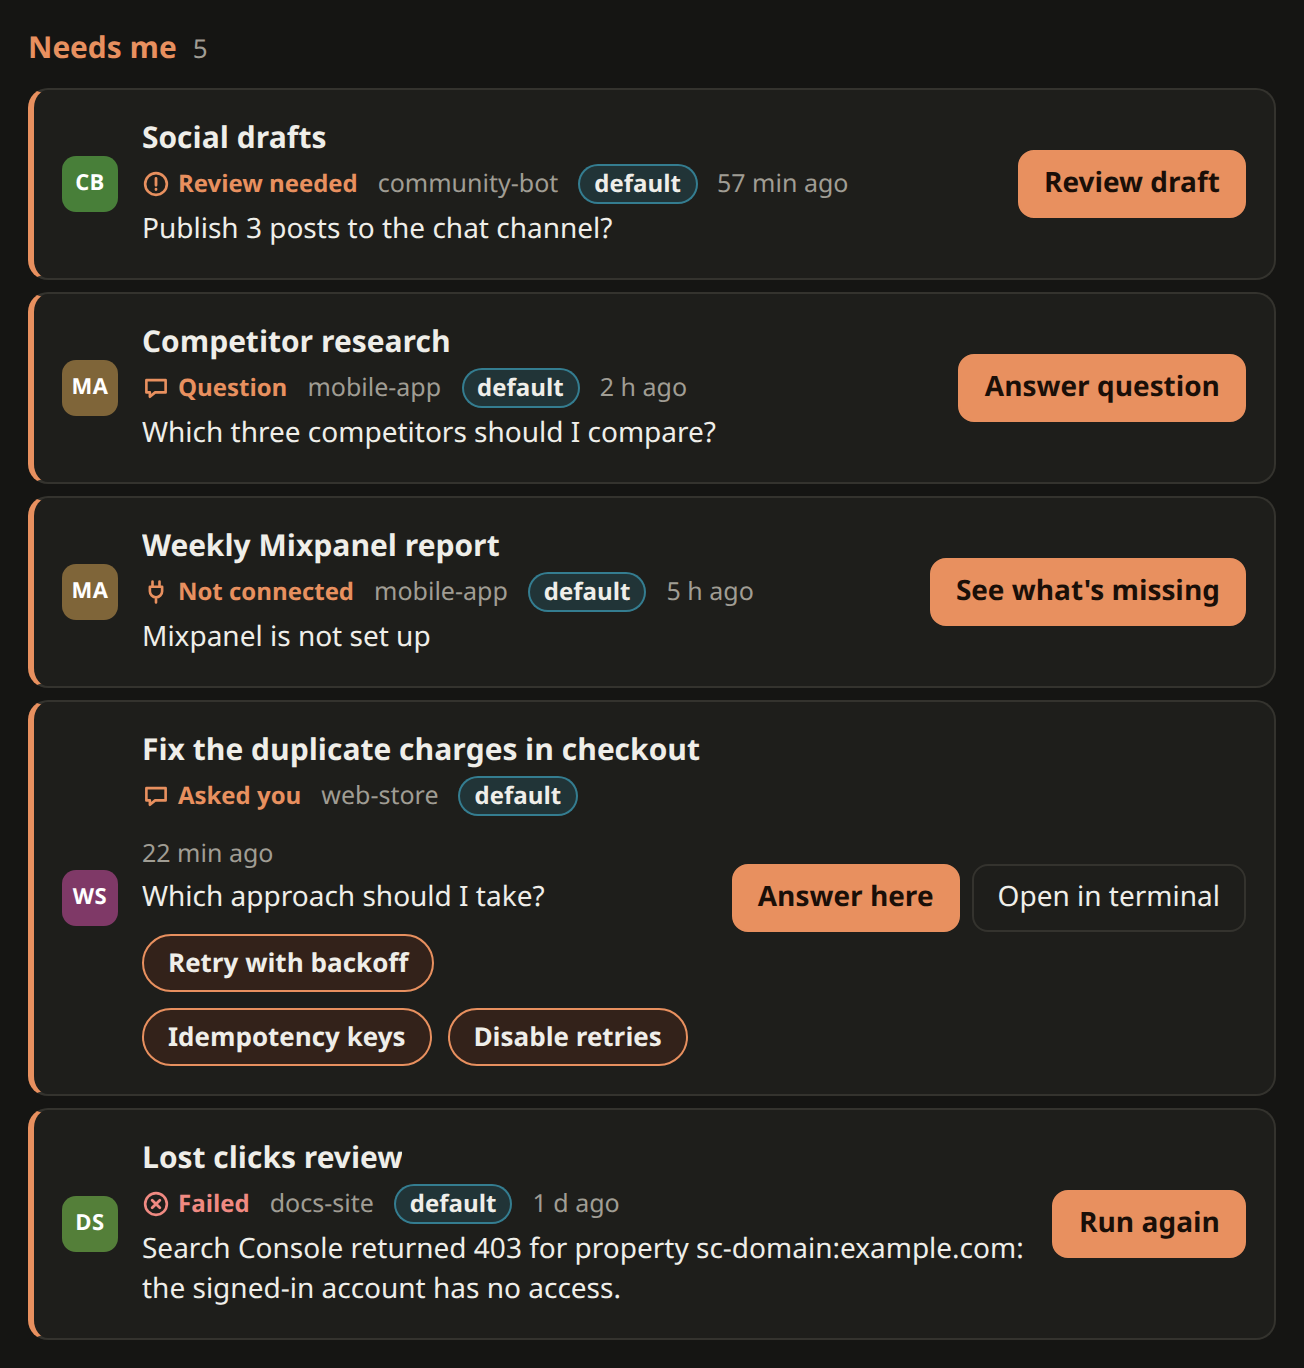 Needs me 5
Social drafts
CB
Review needed community-bot default 57 min ago
Review draft
Publish 3 posts to the chat channel?
Competitor research
MA
Question mobile-app default 2 h ago
Answer question
Which three competitors should I compare?
Weekly Mixpanel report
MA
Not connected mobile-app default 5 h ago
See what's missing
Mixpanel is not set up
Fix the duplicate charges in checkout
Asked you web-store default
22 min ago
WS
Which approach should I take?
Answer here
Open in terminal
Retry with backoff
Idempotency keys
Disable retries
Lost clicks review
DS
Failed docs-site default 1 d ago
Run again
Search Console returned 403 for property sc-domain:example.com:
the signed-in account has no access.